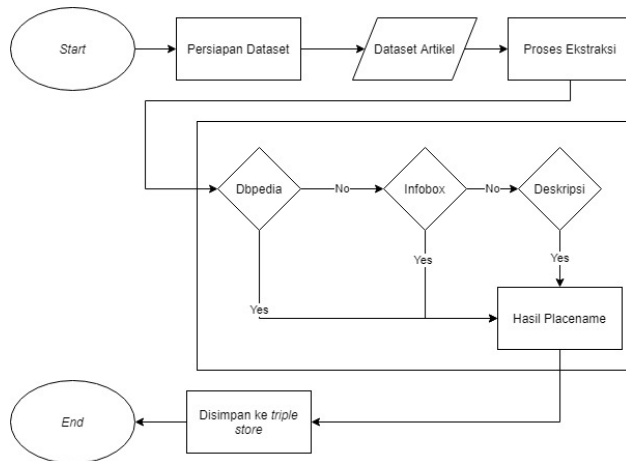 Start
Persiapan Dataset
Dataset Artikel
Proses Ekstraksi
Dbpedia
No
Infobox
No
Deskripsi
Yes
Yes
Yes
Hasil Placename
Disimpan ke triple
store
End